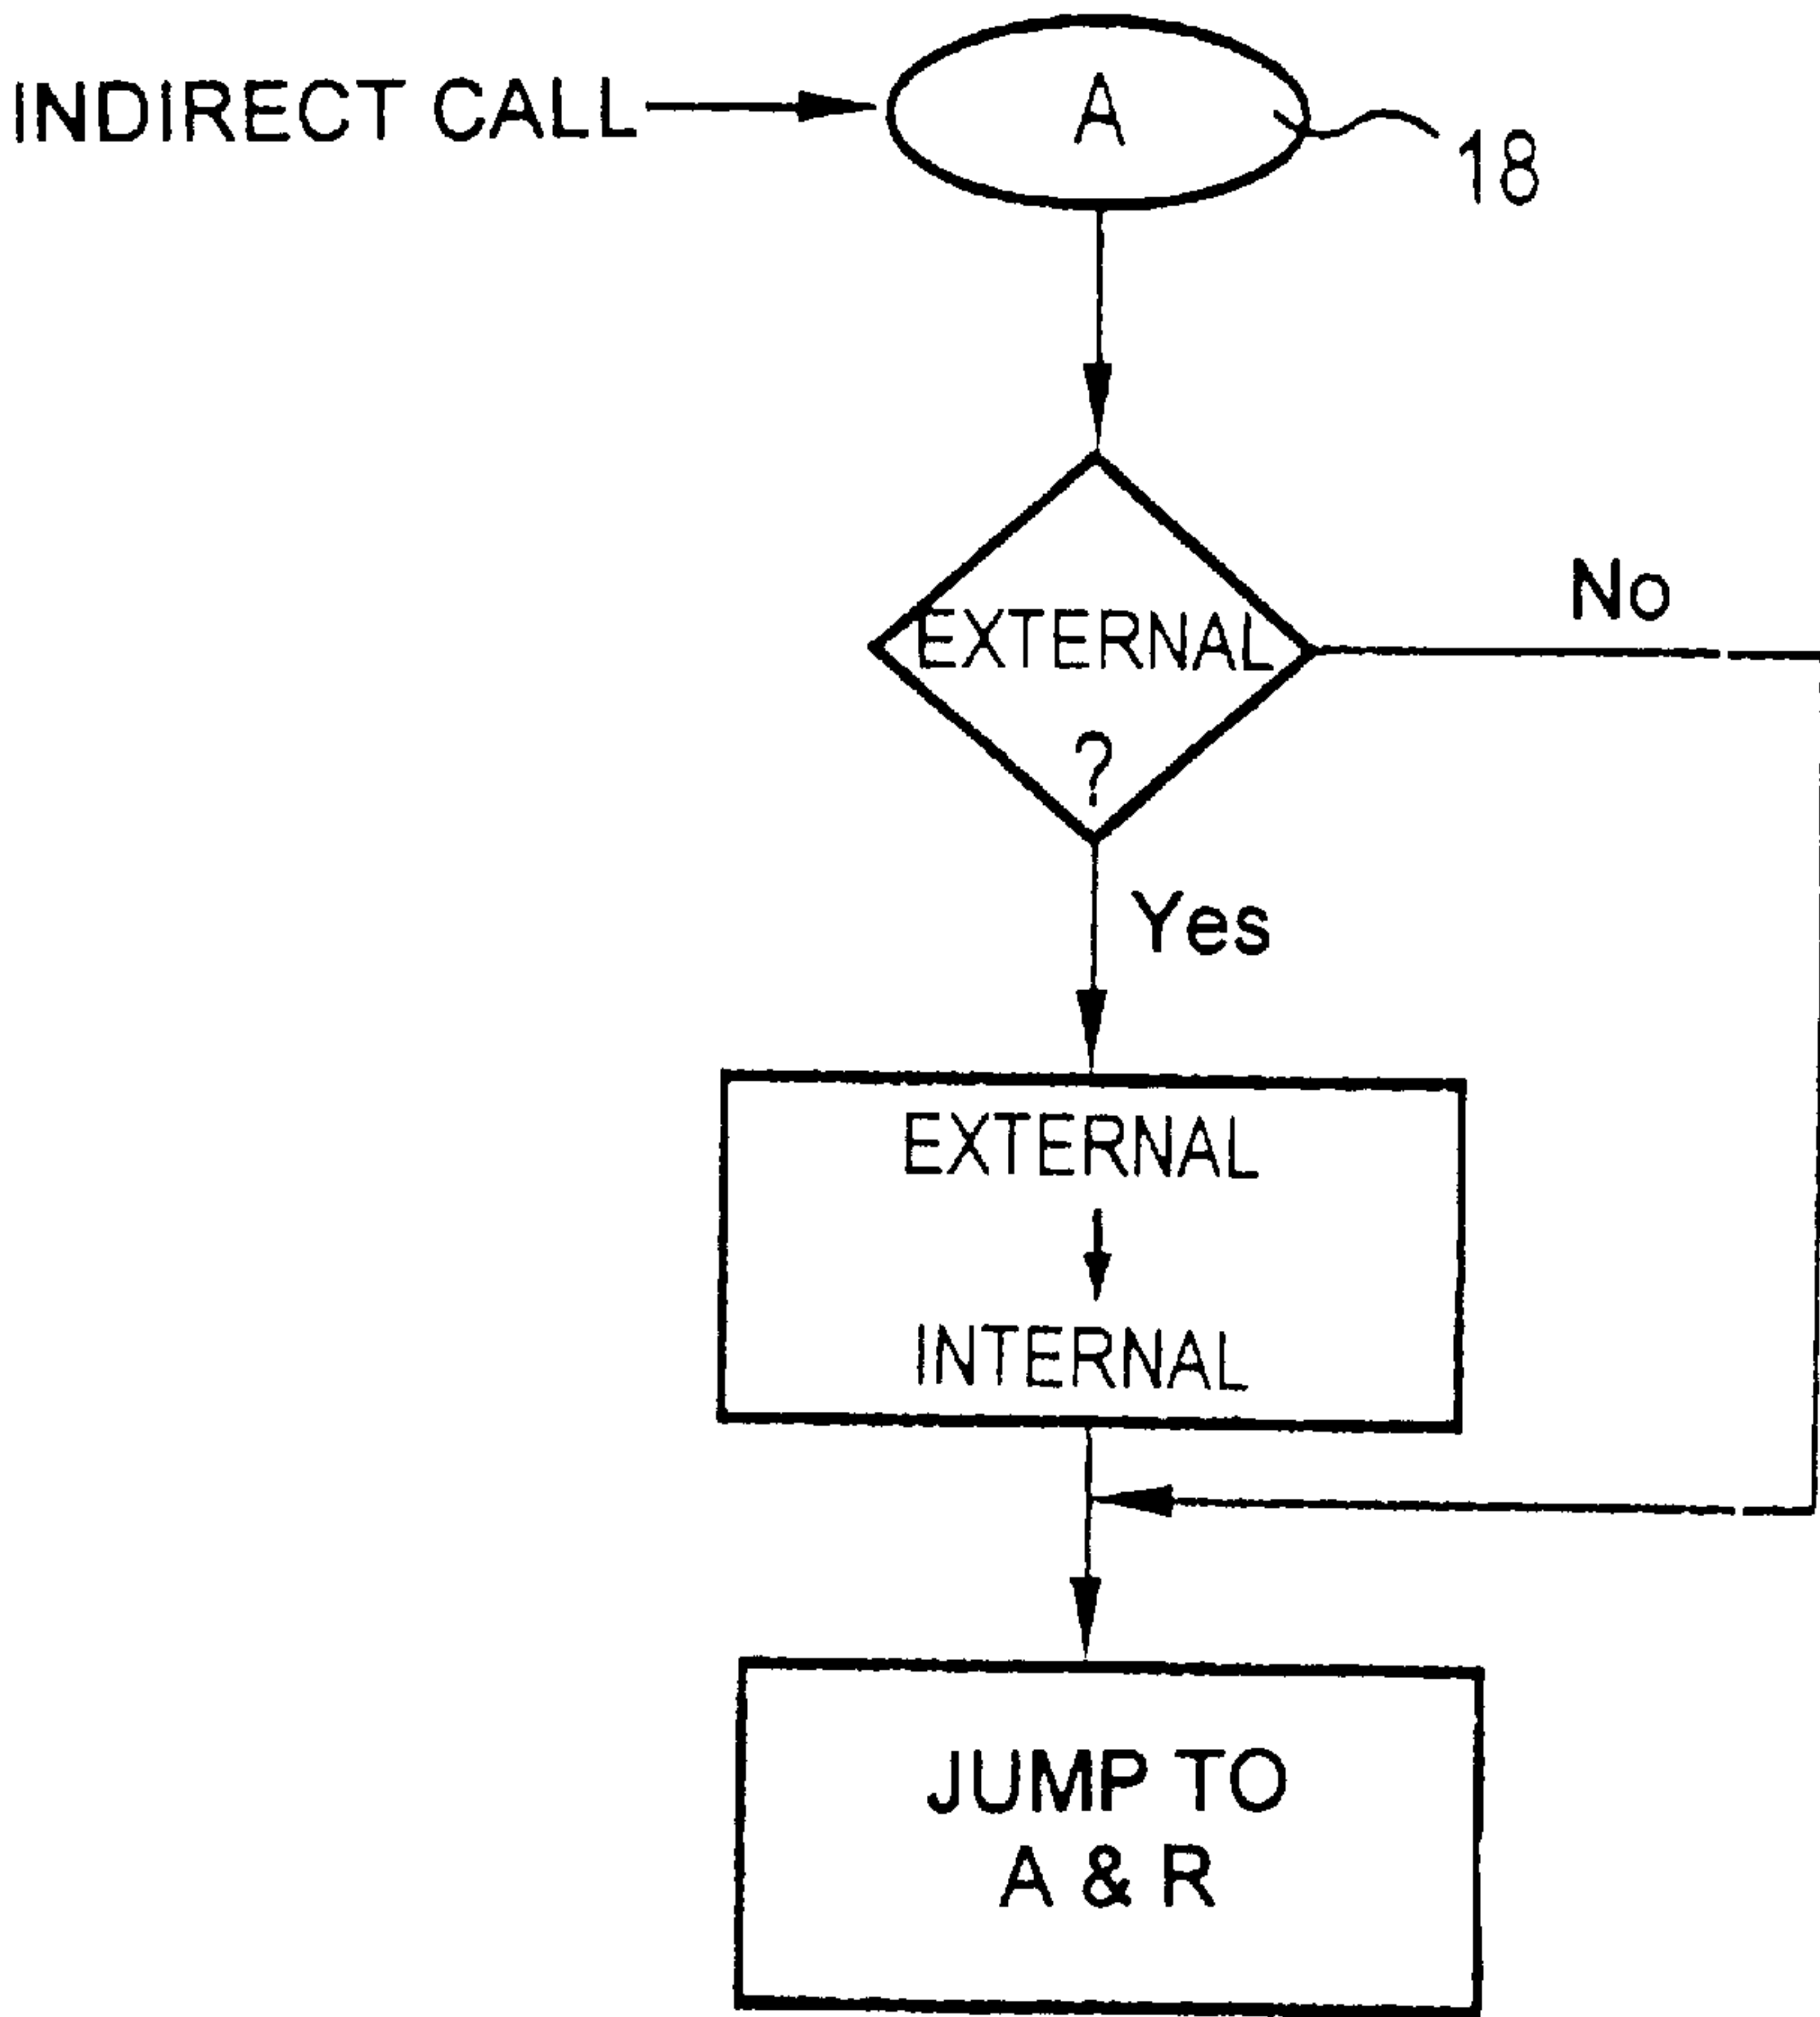 INDIRECT CALL
A
18
EXTERNAL
?
No
Yes
EXTERNAL
INTERNAL
JUMP TO
A & R